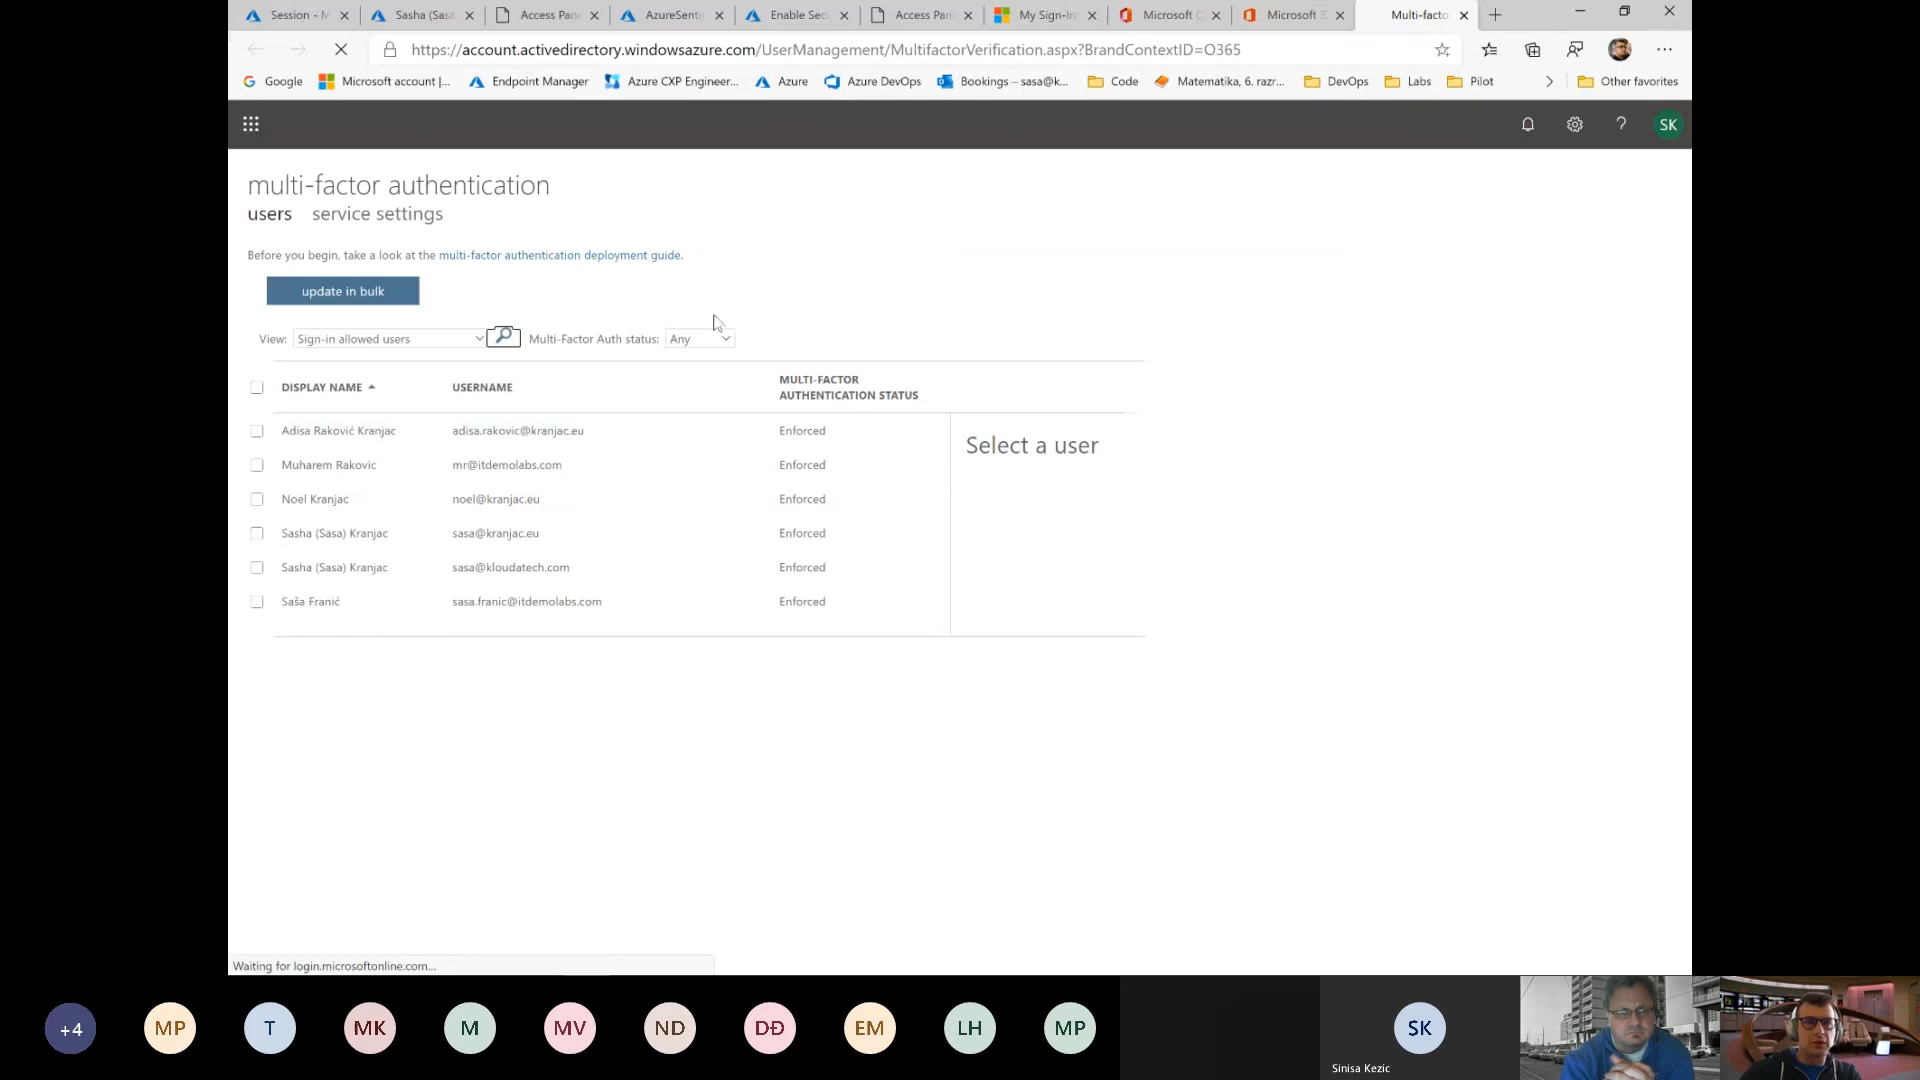 Session - M
Sasha (Sasa
Access Pane
AzureSenti
Enable Secu
Access Pan
My Sign-In
Microsoft C
Microsoft 3
Multi-facto
https://account.activedirectory.windowsazure.com/UserManagement/MultifactorVerification.aspx?BrandContextID=O365
Google
Microsoft account |...
Endpoint Manager
Azure CXP Engineer...
Azure
Azure DevOps
Bookings – sasa@k...
Code
Matematika, 6. razr...
DevOps
Labs
Pilot
Other favorites
SK
multi-factor authentication
users service settings
Before you begin, take a look at the multi-factor authentication deployment guide.
update in bulk
View: Sign-in allowed users Multi-Factor Auth status: Any
DISPLAY NAME USERNAME MULTI-FACTOR
AUTHENTICATION STATUS
Adisa Raković Kranjac adisa.rakovic@kranjac.eu Enforced
Select a user
Muharem Rakovic mr@itdemolabs.com Enforced
Noel Kranjac noel@kranjac.eu Enforced
Sasha (Sasa) Kranjac sasa@kranjac.eu Enforced
Sasha (Sasa) Kranjac sasa@kloudatech.com Enforced
Saša Franić sasa.franic@itdemolabs.com Enforced
Waiting for login.microsoftonline.com...
+4
MP
T
MK
M
MV
ND
DĐ
EM
LH
MP
SK
Sinisa Kezic